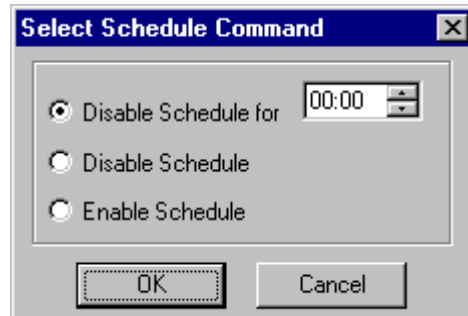 Select Schedule Command
Disable Schedule for 00:00
Disable Schedule
Enable Schedule
OK Cancel